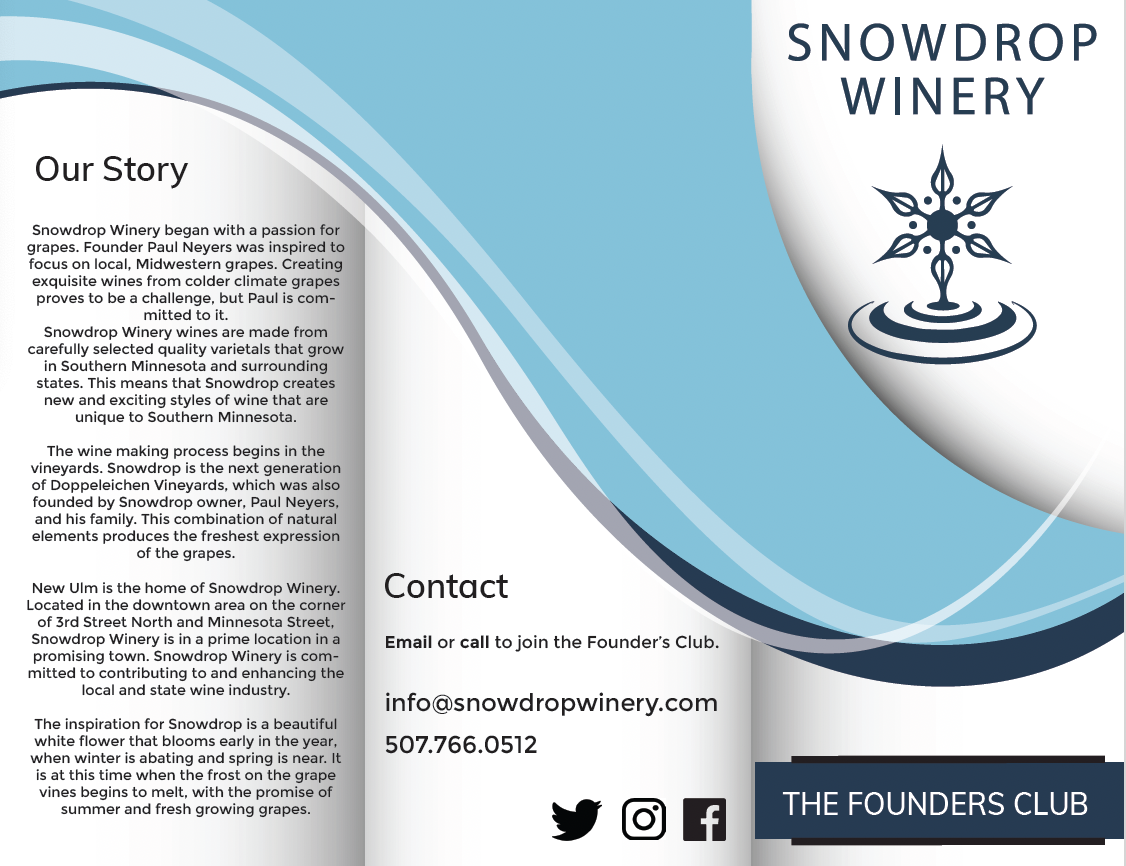 Our Story
Snowdrop Winery began with a passion for
grapes. Founder Paul Neyers was inspired to
focus on local, Midwestern grapes. Creating
exquisite wines from colder climate grapes
proves to be a challenge, but Paul is com-
mitted to it.
Snowdrop Winery wines are made from
carefully selected quality varietals that grow
in Southern Minnesota and surrounding
states. This means that Snowdrop creates
new and exciting styles of wine that are
unique to Southern Minnesota.
The wine making process begins in the
vineyards. Snowdrop is the next generation
of Doppeleichen Vineyards, which was also
founded by Snowdrop owner, Paul Neyers,
and his family. This combination of natural
elements produces the freshest expression
of the grapes.
New Ulm is the home of Snowdrop Winery.
Located in the downtown area on the corner
of 3rd Street North and Minnesota Street,
Snowdrop Winery is in a prime location in a
promising town. Snowdrop Winery is com-
mitted to contributing to and enhancing the
local and state wine industry.
The inspiration for Snowdrop is a beautiful
white flower that blooms early in the year,
when winter is abating and spring is near. It
is at this time when the frost on the grape
vines begins to melt, with the promise of
summer and fresh growing grapes.
Contact
Email or call to join the Founder's Club.
info@snowdropwinery.com
507.766.0512
SNOWDROP
WINERY
THE FOUNDERS CLUB